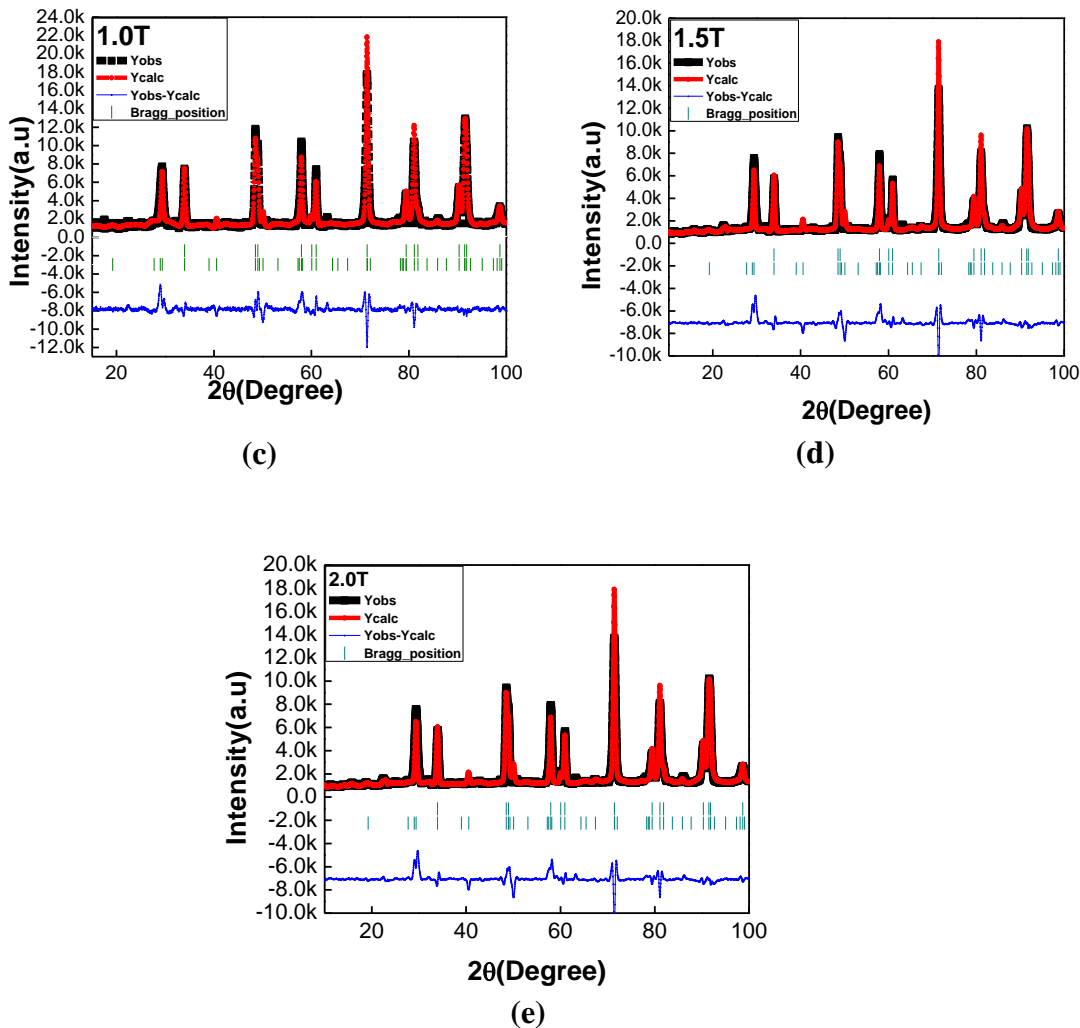 1.0T
Yobs
Ycalc
Yobs-Ycalc
Bragg_position
24.0k
22.0k
20.0k
18.0k
16.0k
14.0k
12.0k
10.0k
8.0k
6.0k
4.0k
2.0k
0.0
-2.0k
-4.0k
-6.0k
-8.0k
-10.0k
-12.0k
Intensity(a.u)
20 40 60 80 100
2θ(Degree)
(c)
1.5T
Yobs
Ycalc
Yobs-Ycalc
Bragg_position
20.0k
18.0k
16.0k
14.0k
12.0k
10.0k
8.0k
6.0k
4.0k
2.0k
0.0
-2.0k
-4.0k
-6.0k
-8.0k
-10.0k
Intensity(a.u)
20 40 60 80 100
2θ(Degree)
(d)
2.0T
Yobs
Ycalc
Yobs-Ycalc
Bragg_position
20.0k
18.0k
16.0k
14.0k
12.0k
10.0k
8.0k
6.0k
4.0k
2.0k
0.0
-2.0k
-4.0k
-6.0k
-8.0k
-10.0k
Intensity(a.u)
20 40 60 80 100
2θ(Degree)
(e)